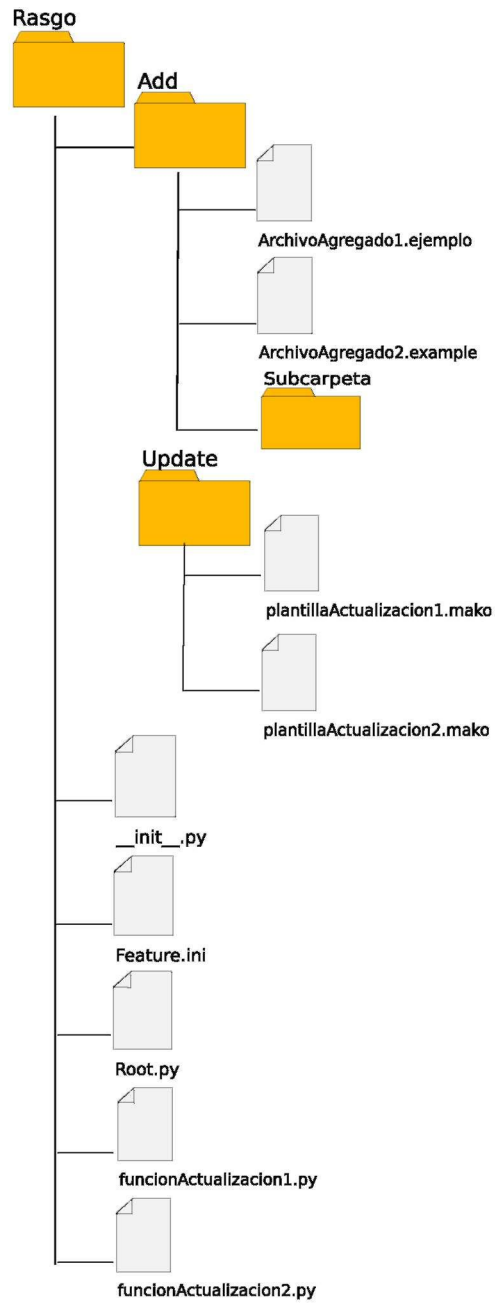 Rasgo
Add
ArchivoAgregado1.ejemplo
ArchivoAgregado2.example
Subcarpeta
Update
plantillaActualizacion1.mako
plantillaActualizacion2.mako
__init__.py
Feature.ini
Root.py
funcionActualizacion1.py
funcionActualizacion2.py